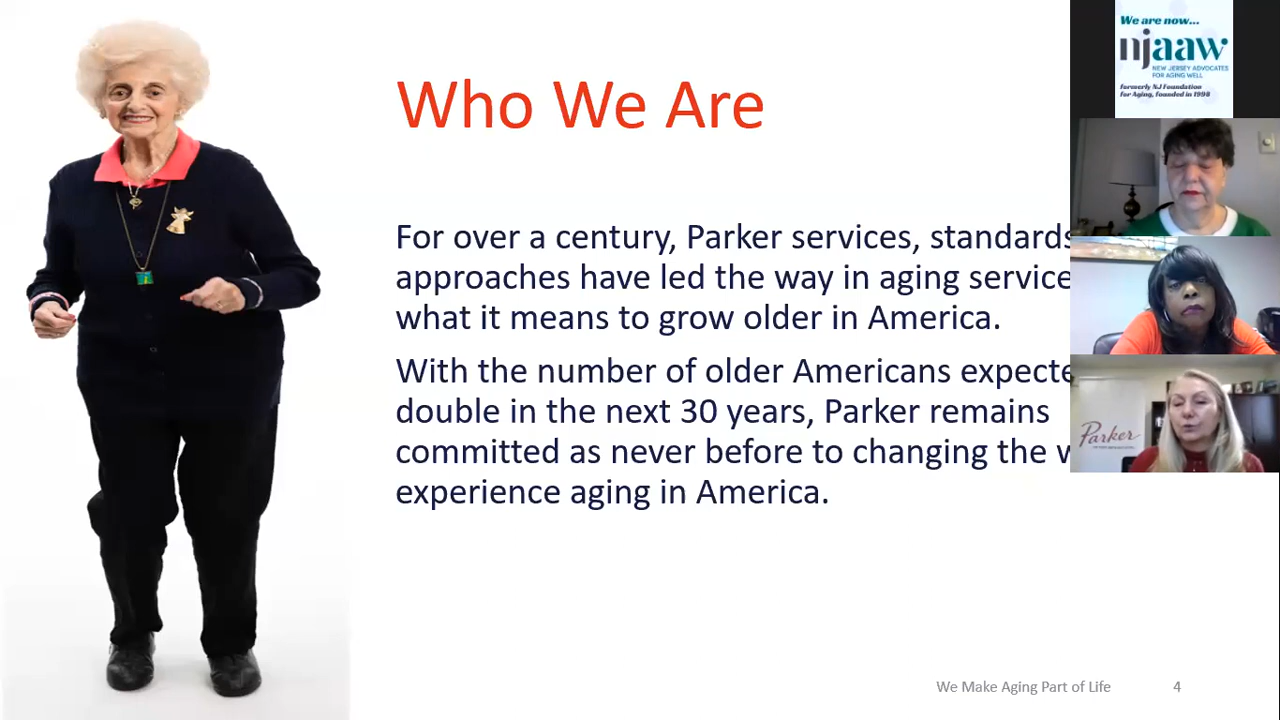 Who We Are
For over a century, Parker services, standards
approaches have led the way in aging service
what it means to grow older in America.
With the number of older Americans expecte
double in the next 30 years, Parker remains
committed as never before to changing the w
experience aging in America.
We Make Aging Part of Life
4
We are now...
njaaw
NEW JERSEY ADVOCATES
FOR AGING WELL
formerly NJ Foundation
for Aging, founded in 1998
Parker